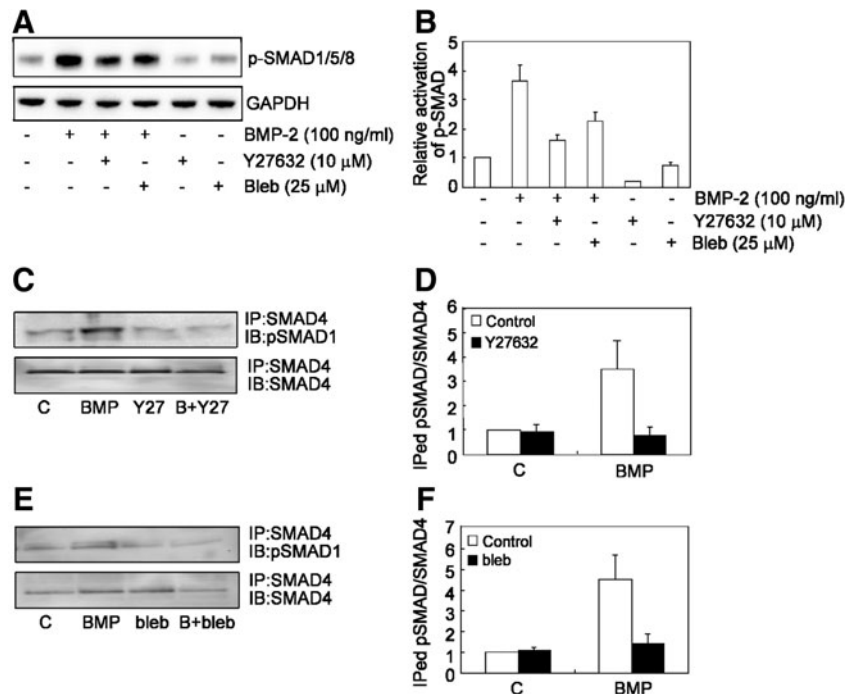 A
p-SMAD1/5/8
GAPDH
- + + + - - BMP-2 (100 ng/ml)
- - + - + - Y27632 (10 μM)
- - - + - + Bleb (25 μM)
B
Relative activation
of p-SMAD
5
4
3
2
1
0
- + + + - - BMP-2 (100 ng/ml)
- - + - + - Y27632 (10 μM)
- - - + - + Bleb (25 μM)
C
IP:SMAD4
IB:pSMAD1
IP:SMAD4
IB:SMAD4
C BMP Y27 B+Y27
D
IPed pSMAD/SMAD4
6
5
4
3
2
1
0
Control
Y27632
C BMP
E
IP:SMAD4
IB:pSMAD1
IP:SMAD4
IB:SMAD4
C BMP bleb B+bleb
F
IPed pSMAD/SMAD4
7
6
5
4
3
2
1
0
Control
bleb
C BMP